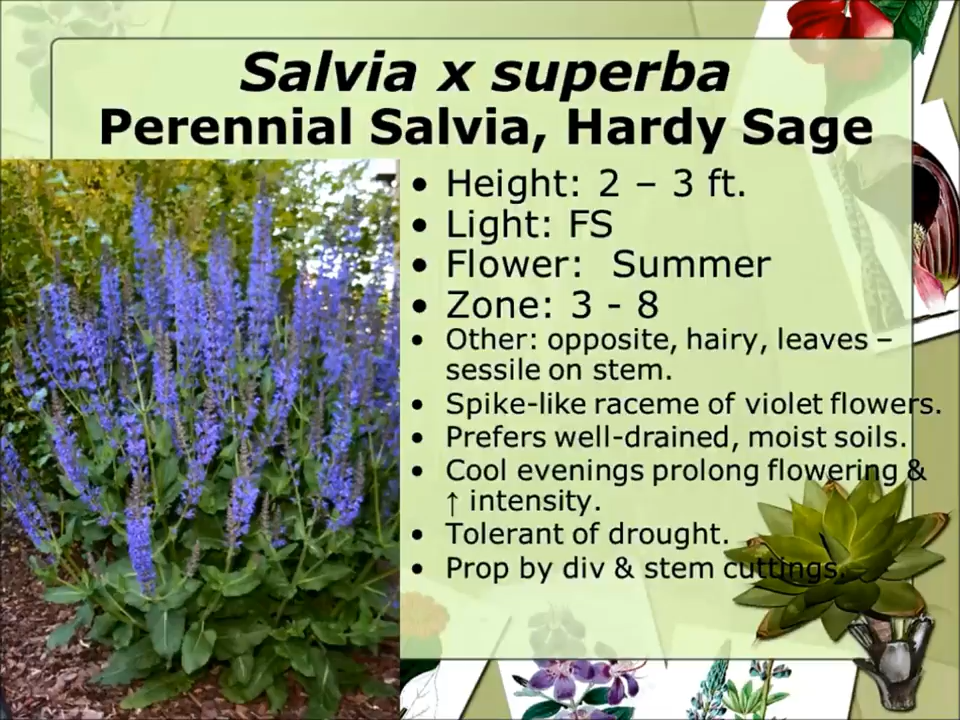 Salvia x superba
Perennial Salvia, Hardy Sage
• Height: 2 – 3 ft.
• Light: FS
• Flower:  Summer
• Zone: 3 - 8
• Other: opposite, hairy, leaves –
sessile on stem.
• Spike-like raceme of violet flowers.
• Prefers well-drained, moist soils.
• Cool evenings prolong flowering &
↑ intensity.
• Tolerant of drought.
• Prop by div & stem cuttings.